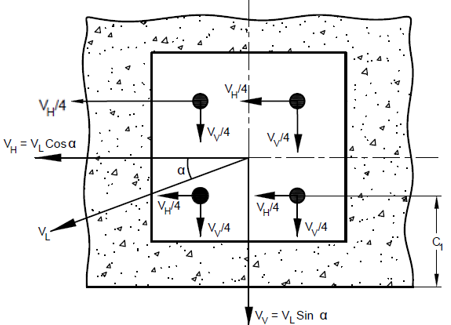 V_H/4
V_H/4
V_V/4
V_V/4
V_H = V_L Cos α
α
V_H/4
V_H/4
V_L
V_V/4
V_V/4
C_1
V_V = V_L Sin α